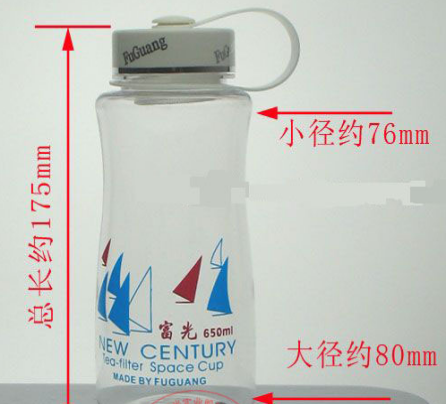 FuGuang
小径约76mm
总长约175mm
富光 650ml
NEW CENTURY
Tea-filter Space Cup
MADE BY FUGUANG
大径约80mm